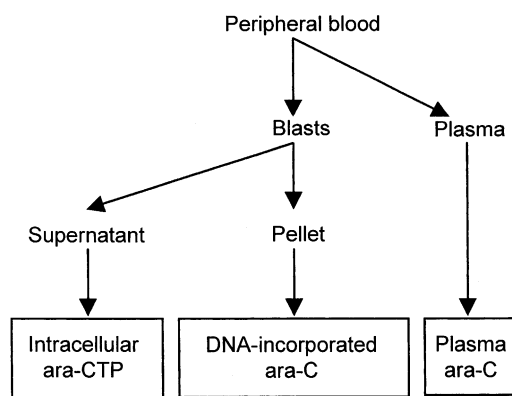 Peripheral blood
Blasts
Plasma
Supernatant
Pellet
Intracellular
ara-CTP
DNA-incorporated
ara-C
Plasma
ara-C